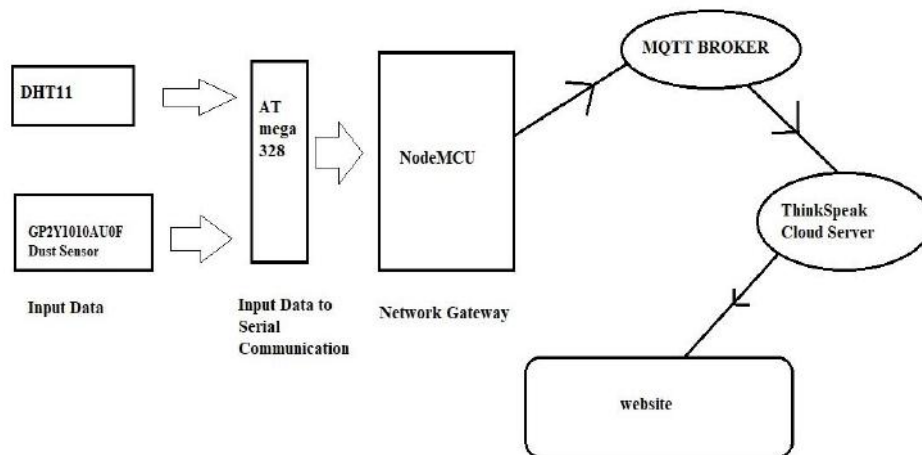 DHT11
GP2Y1010AU0F
Dust Sensor
Input Data
AT
mega
328
Input Data to
Serial
Communication
NodeMCU
Network Gateway
MQTT BROKER
ThinkSpeak
Cloud Server
website